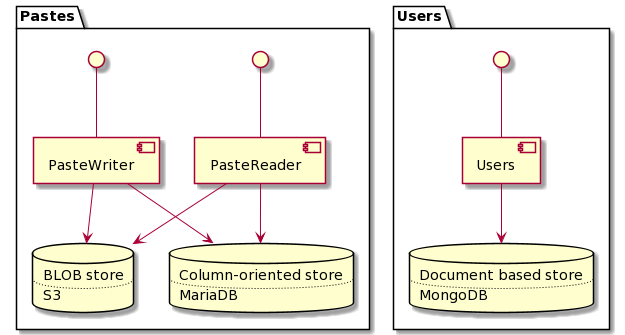 Pastes
Users
PasteWriter
PasteReader
Users
BLOB store
S3
Column-oriented store
MariaDB
Document based store
MongoDB